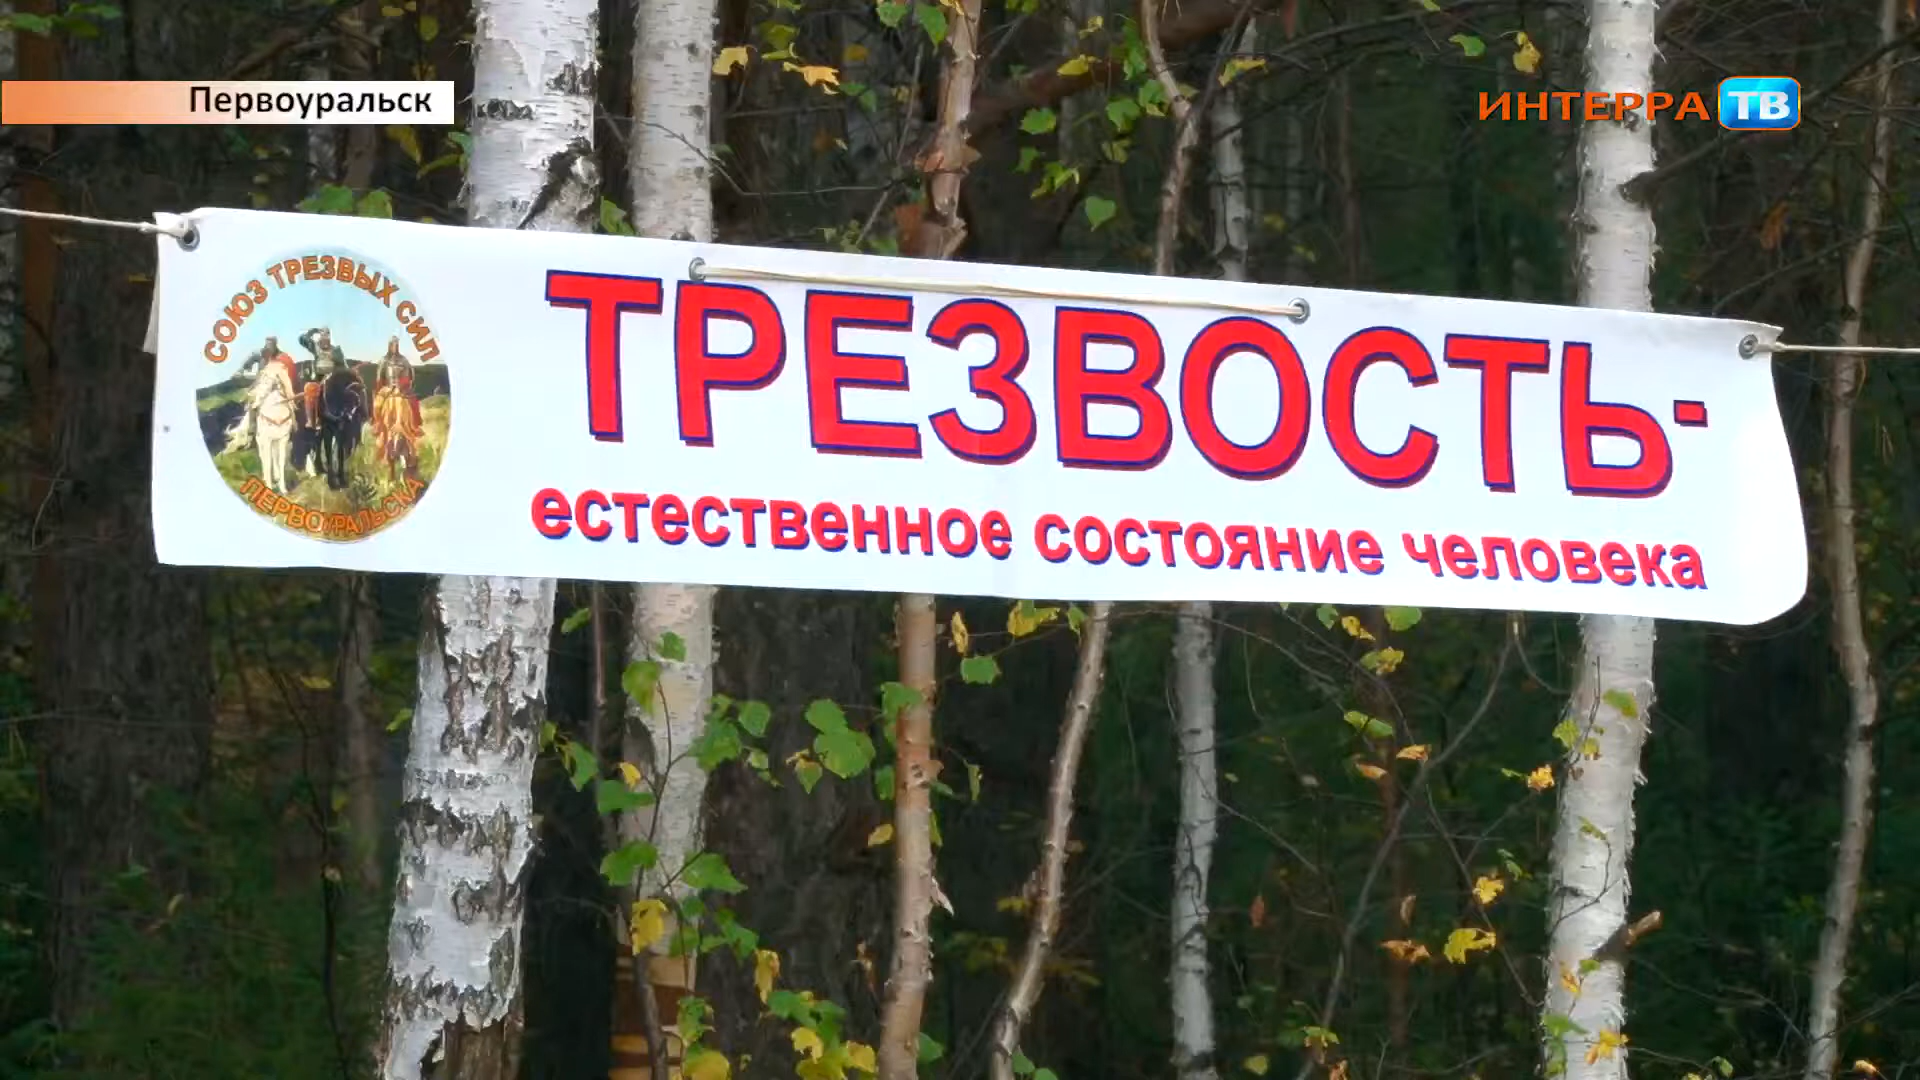 Первоуральск
ИНТЕРРА ТВ
СОЮЗ ТРЕЗВЫХ СИЛ
ПЕРВОУРАЛЬСКА
ТРЕЗВОСТЬ-
естественное состояние человека